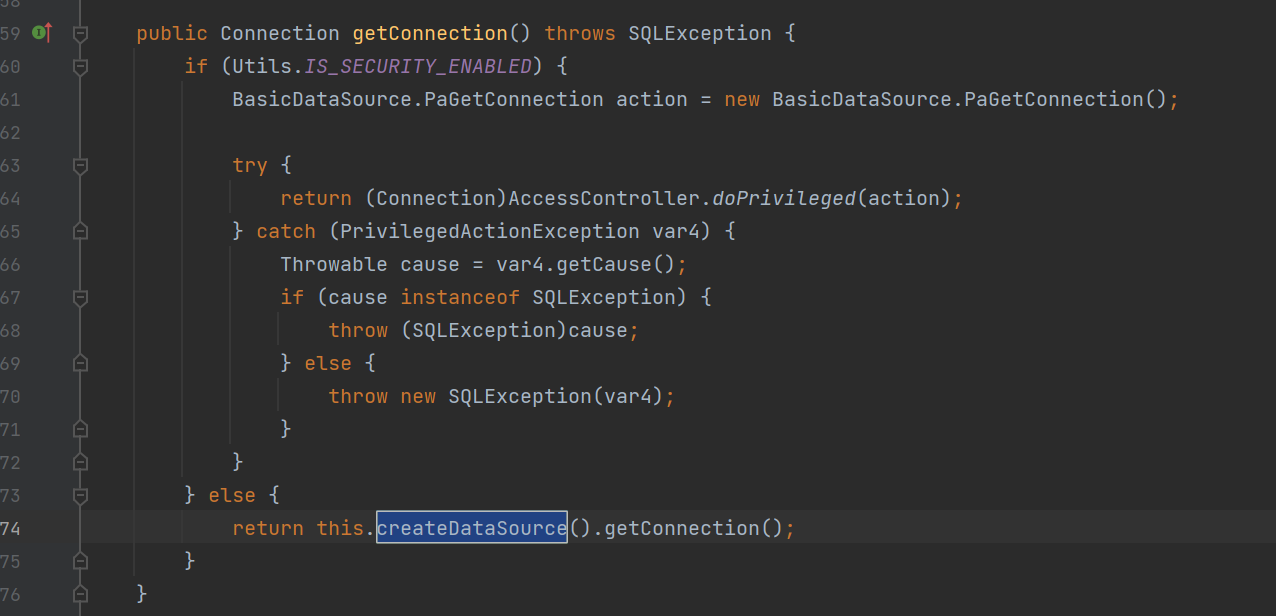 58
59 public Connection getConnection() throws SQLException {
60 if (Utils.IS_SECURITY_ENABLED) {
61 BasicDataSource.PaGetConnection action = new BasicDataSource.PaGetConnection();
62
63 try {
64 return (Connection)AccessController.doPrivileged(action);
65 } catch (PrivilegedActionException var4) {
66 Throwable cause = var4.getCause();
67 if (cause instanceof SQLException) {
68 throw (SQLException)cause;
69 } else {
70 throw new SQLException(var4);
71 }
72 }
73 } else {
74 return this.createDataSource().getConnection();
75 }
76 }